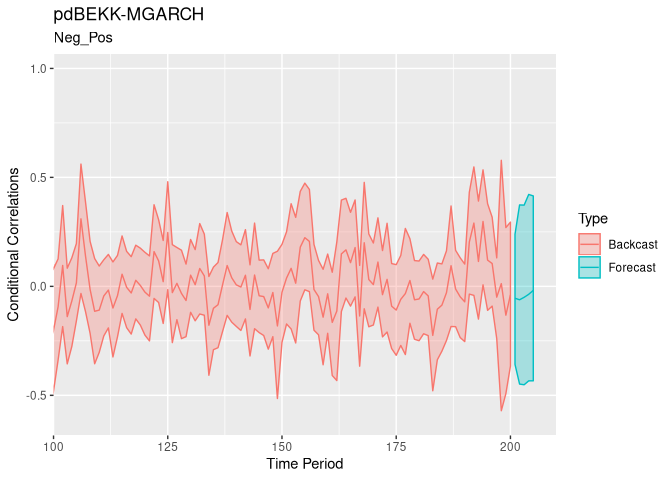 pdBEKK-MGARCH
Neg_Pos
1.0
0.5
0.0
-0.5
Conditional Correlations
100
125
150
175
200
Time Period
Type
Backcast
Forecast